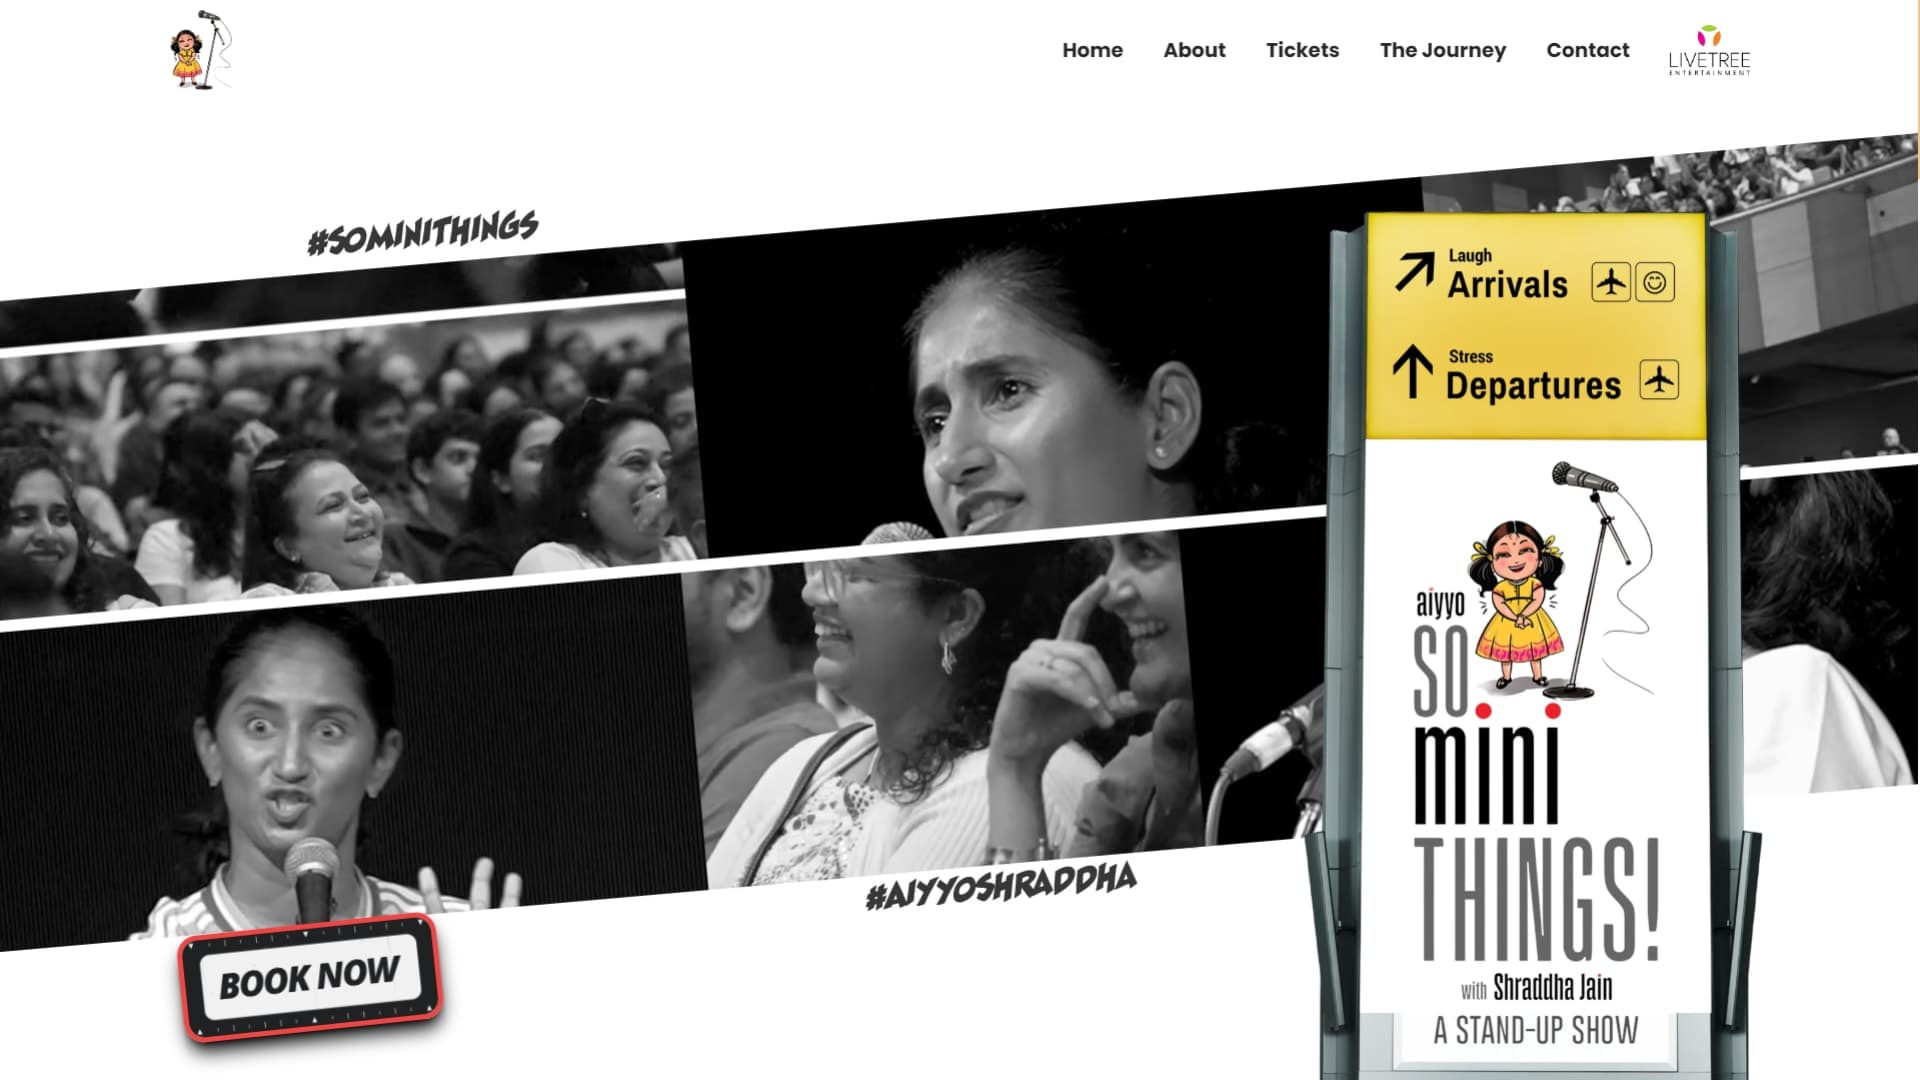 Home About Tickets The Journey Contact
LIVETREE
ENTERTAINMENT
#SOMINITHINGS
Laugh
Arrivals
Stress
Departures
aiyyo
SO
mini
THINGS!
with Shraddha Jain
A STAND-UP SHOW
#AIYYOSHRADDHA
BOOK NOW